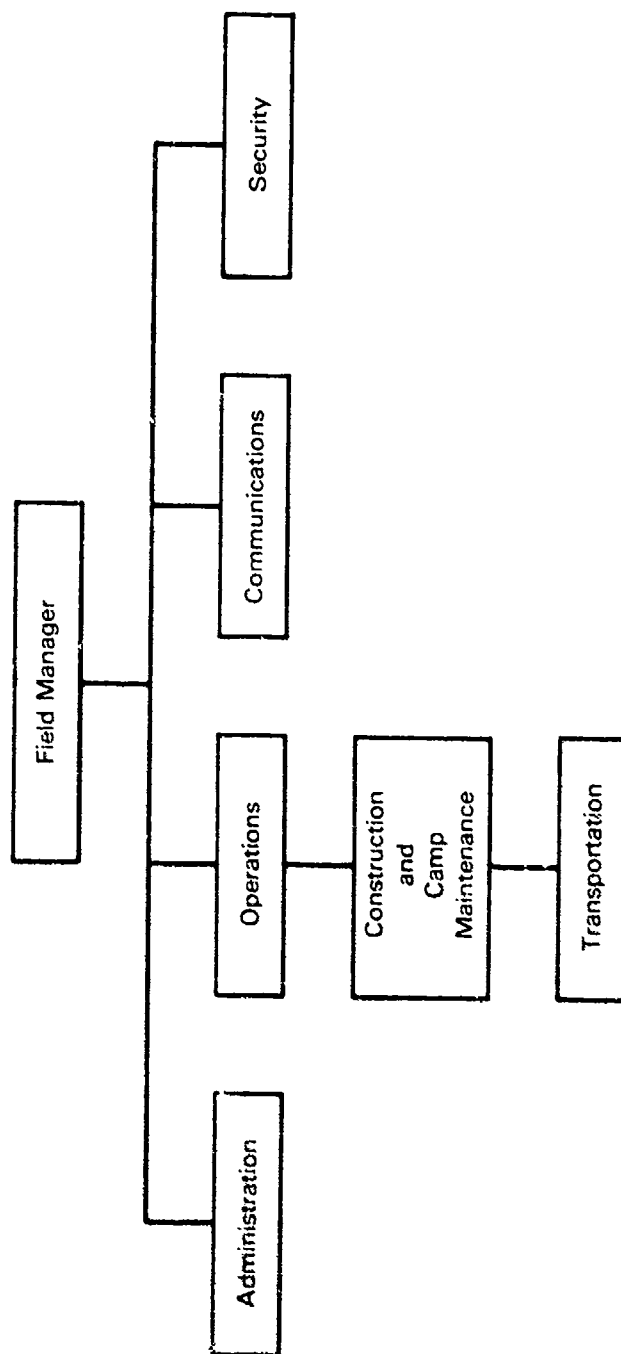 Field Manager
Administration
Operations
Communications
Security
Construction
and
Camp
Maintenance
Transportation